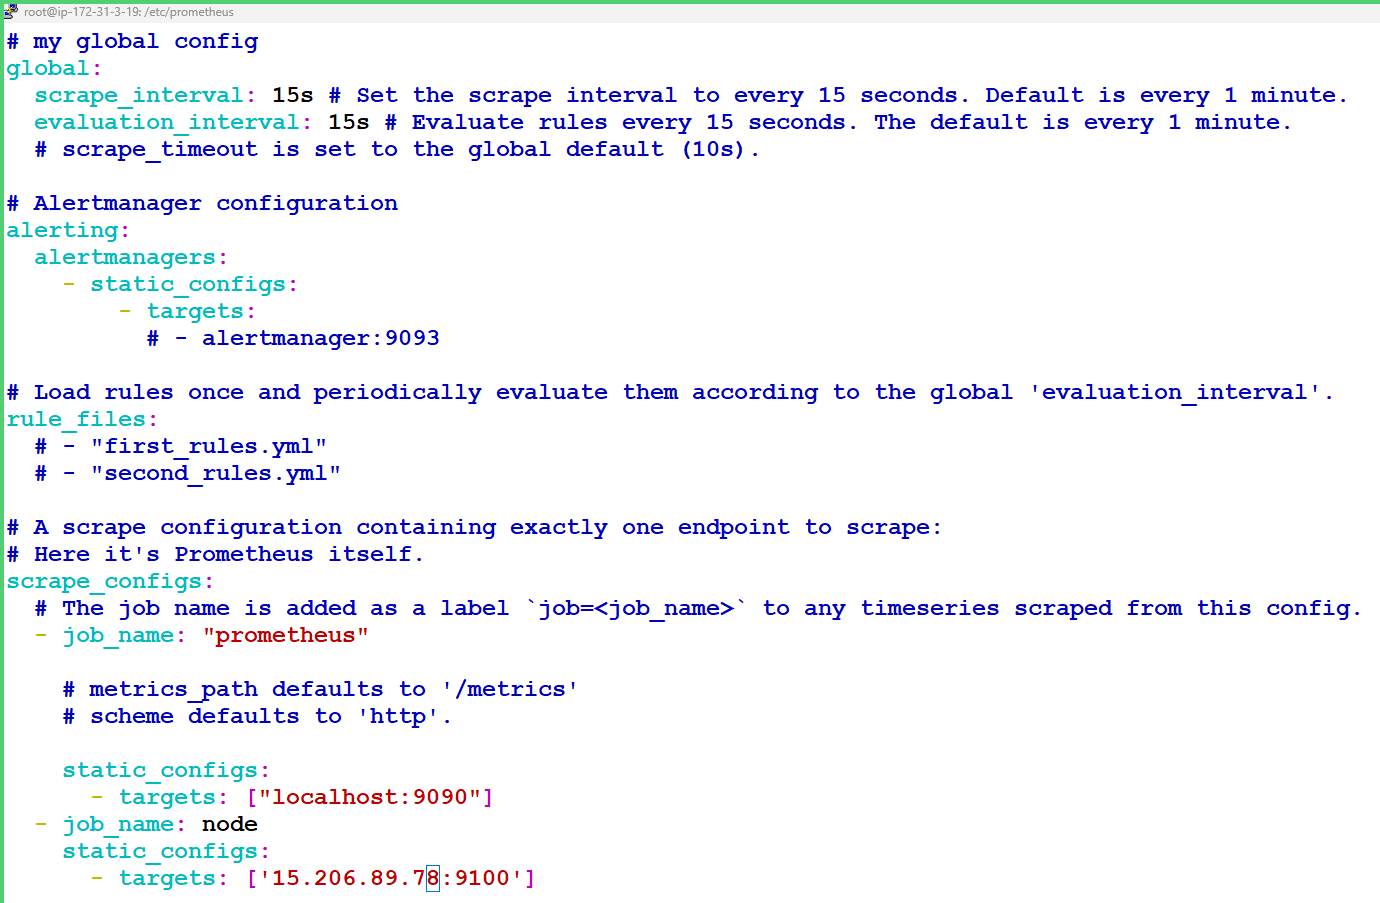 root@ip-172-31-3-19: /etc/prometheus
# my global config
global:
  scrape_interval: 15s # Set the scrape interval to every 15 seconds. Default is every 1 minute.
  evaluation_interval: 15s # Evaluate rules every 15 seconds. The default is every 1 minute.
  # scrape_timeout is set to the global default (10s).

# Alertmanager configuration
alerting:
  alertmanagers:
    - static_configs:
        - targets:
          # - alertmanager:9093

# Load rules once and periodically evaluate them according to the global 'evaluation_interval'.
rule_files:
  # - "first_rules.yml"
  # - "second_rules.yml"

# A scrape configuration containing exactly one endpoint to scrape:
# Here it's Prometheus itself.
scrape_configs:
  # The job name is added as a label `job=<job_name>` to any timeseries scraped from this config.
  - job_name: "prometheus"

    # metrics_path defaults to '/metrics'
    # scheme defaults to 'http'.

    static_configs:
      - targets: ["localhost:9090"]
  - job_name: node
    static_configs:
      - targets: ['15.206.89.78:9100']